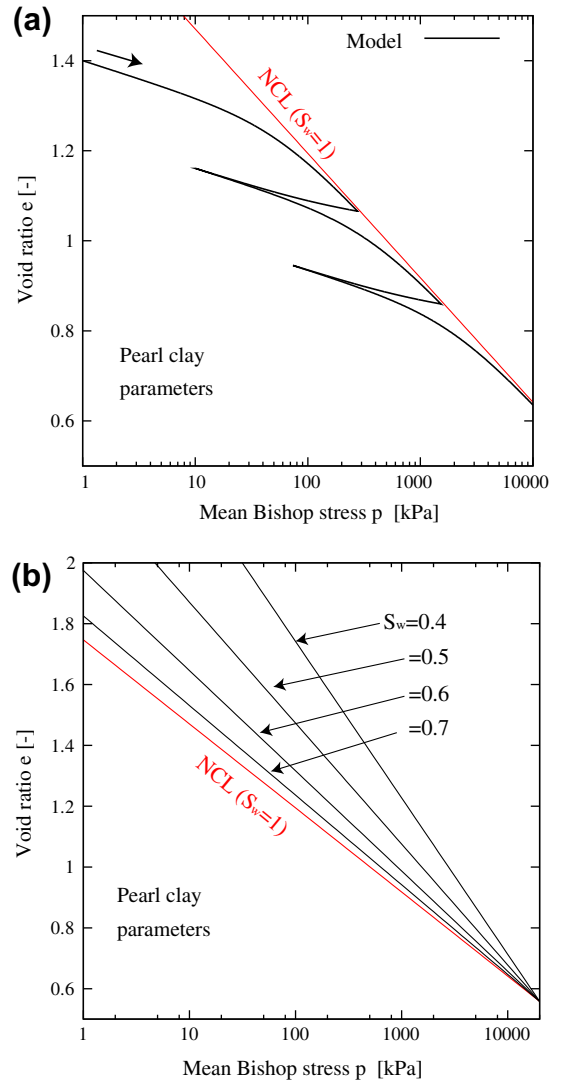 (a)
Model
NCL (Sw=1)
1.4
1.2
1
0.8
0.6
Void ratio e [-]
Pearl clay
parameters
1
10
100
1000
10000
Mean Bishop stress p [kPa]
(b)
2
1.8
1.6
1.4
1.2
1
0.8
0.6
Void ratio e [-]
Sw=0.4
=0.5
=0.6
=0.7
NCL (Sw=1)
Pearl clay
parameters
1
10
100
1000
10000
Mean Bishop stress p [kPa]